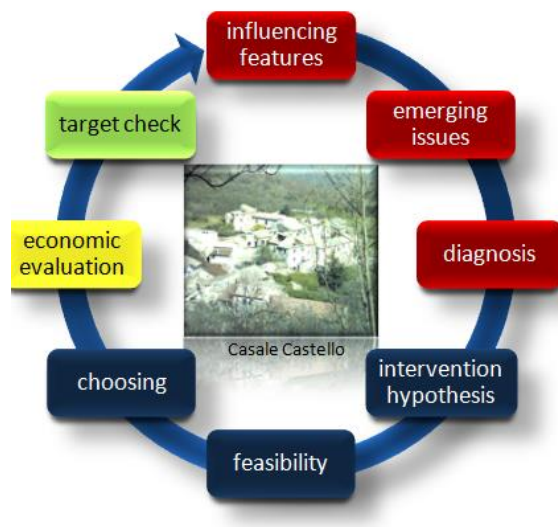 influencing
features
emerging
issues
diagnosis
intervention
hypothesis
feasibility
choosing
economic
evaluation
target check
Casale Castello